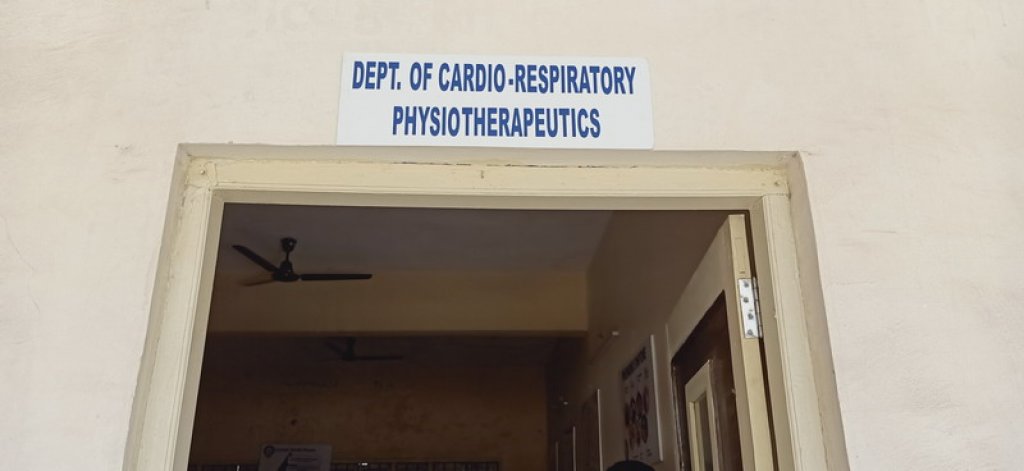 DEPT. OF CARDIO-RESPIRATORY
PHYSIOTHERAPEUTICS